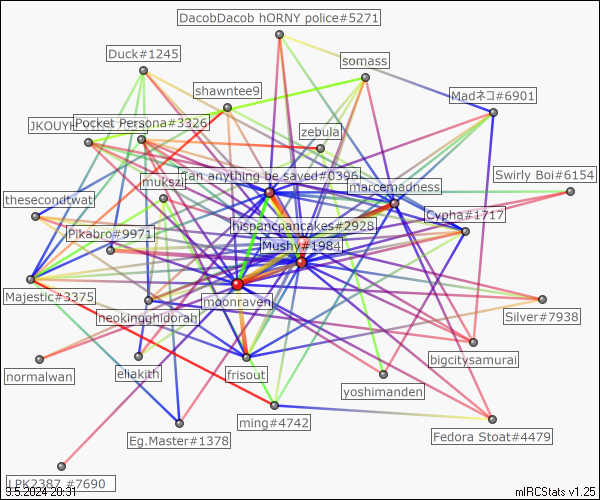 DacobDacob hORNY police#5271
Duck#1245
somass
shawntee9
Madネコ#6901
Pocket Persona#3326
zebula
can anything be saved#0396
Swirly Boi#6154
mukszi
marcemadness
thesecondtwat
Cypha#1717
hispancpancakes#2928
Pikabro#9971
Mushy#1984
Majestic#3375
moonraven
Silver#7938
neokingghidorah
bigcitysamurai
normalwan
eliakith
frisout
yoshimanden
ming#4742
Eg.Master#1378
Fedora Stoat#4479
LPK2387 #7690
3.5.2024 20:31
mIRCStats v1.25